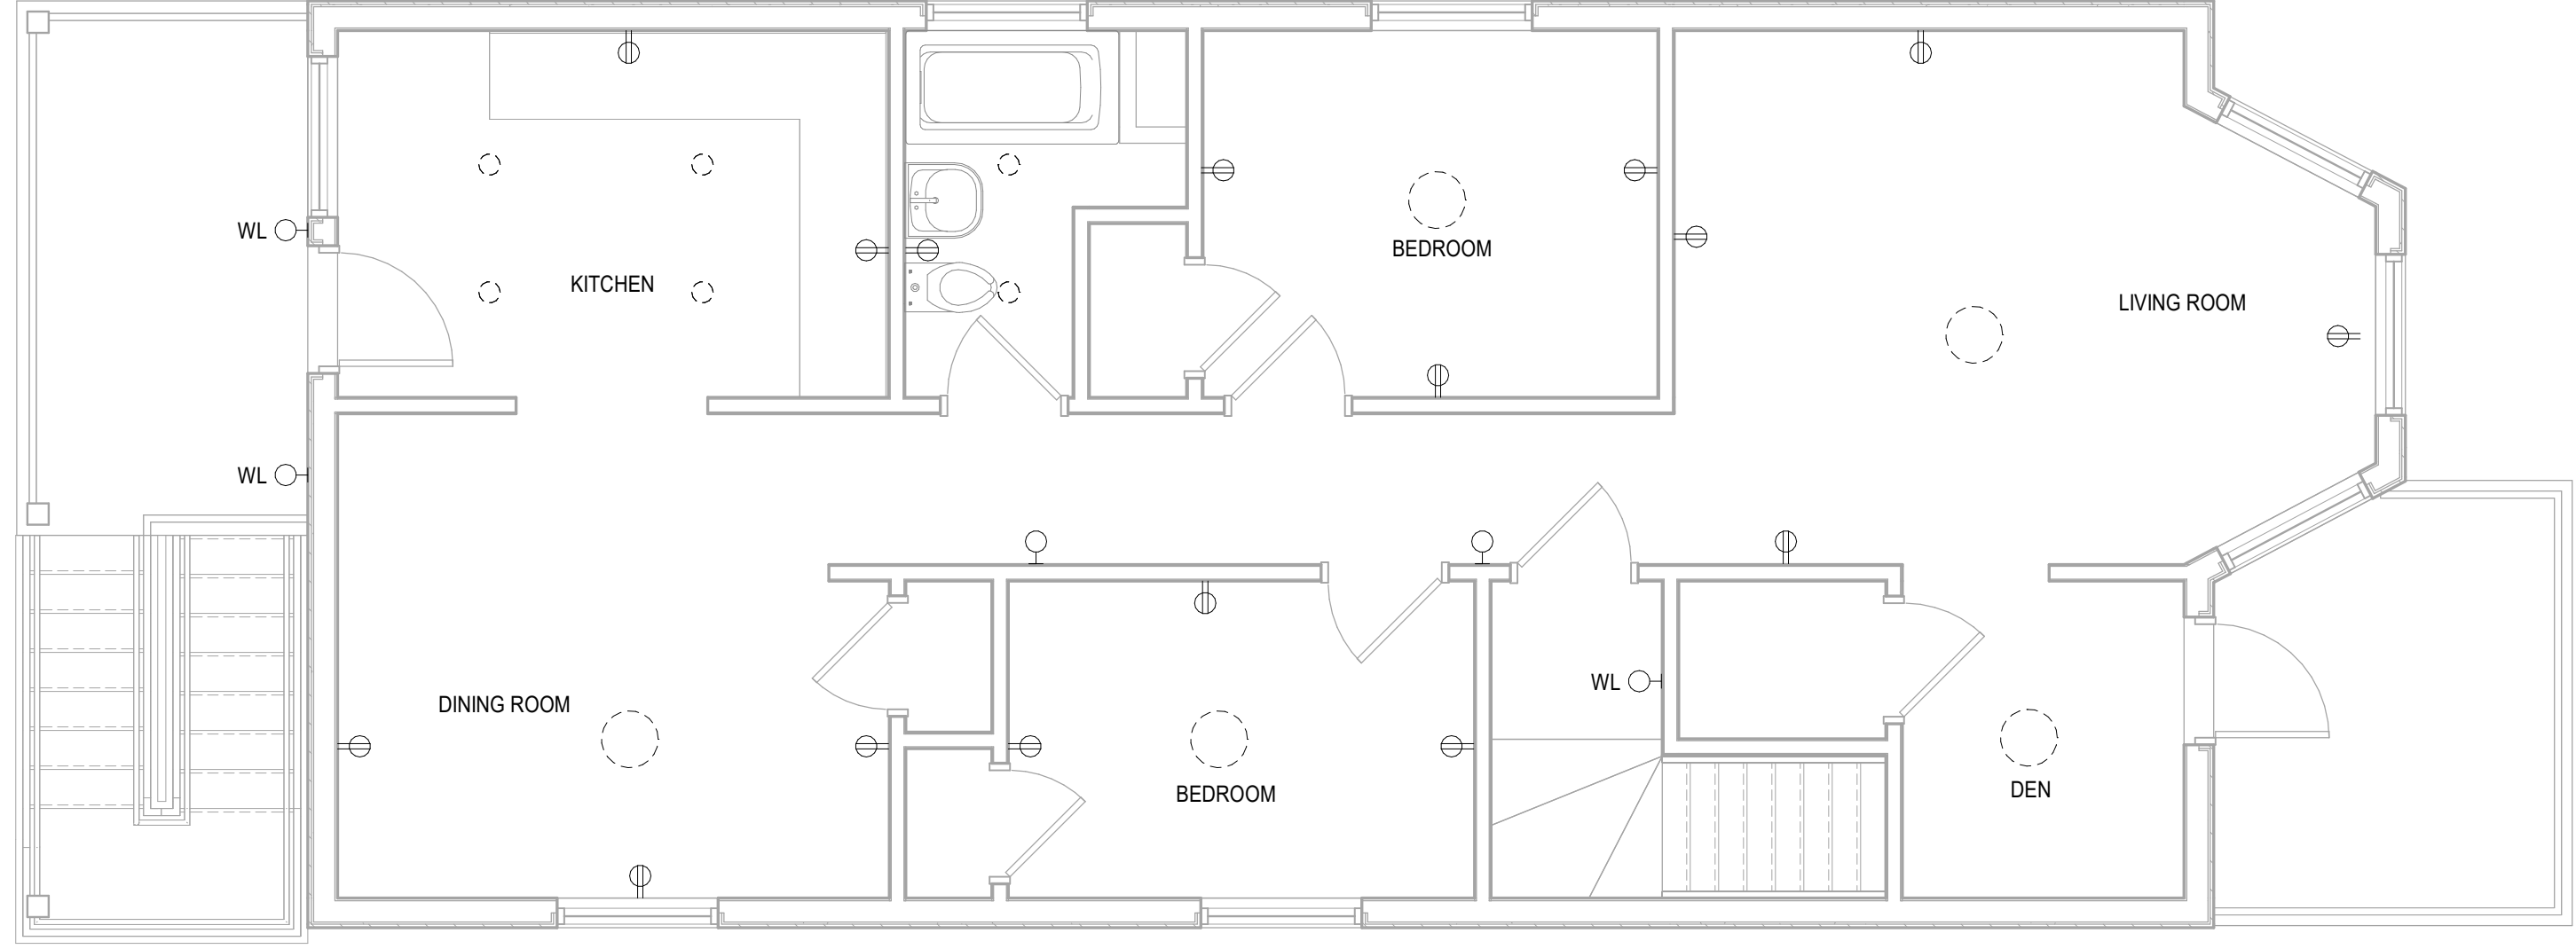 WL
KITCHEN
BEDROOM
LIVING ROOM
WL
WL
DINING ROOM
BEDROOM
DEN